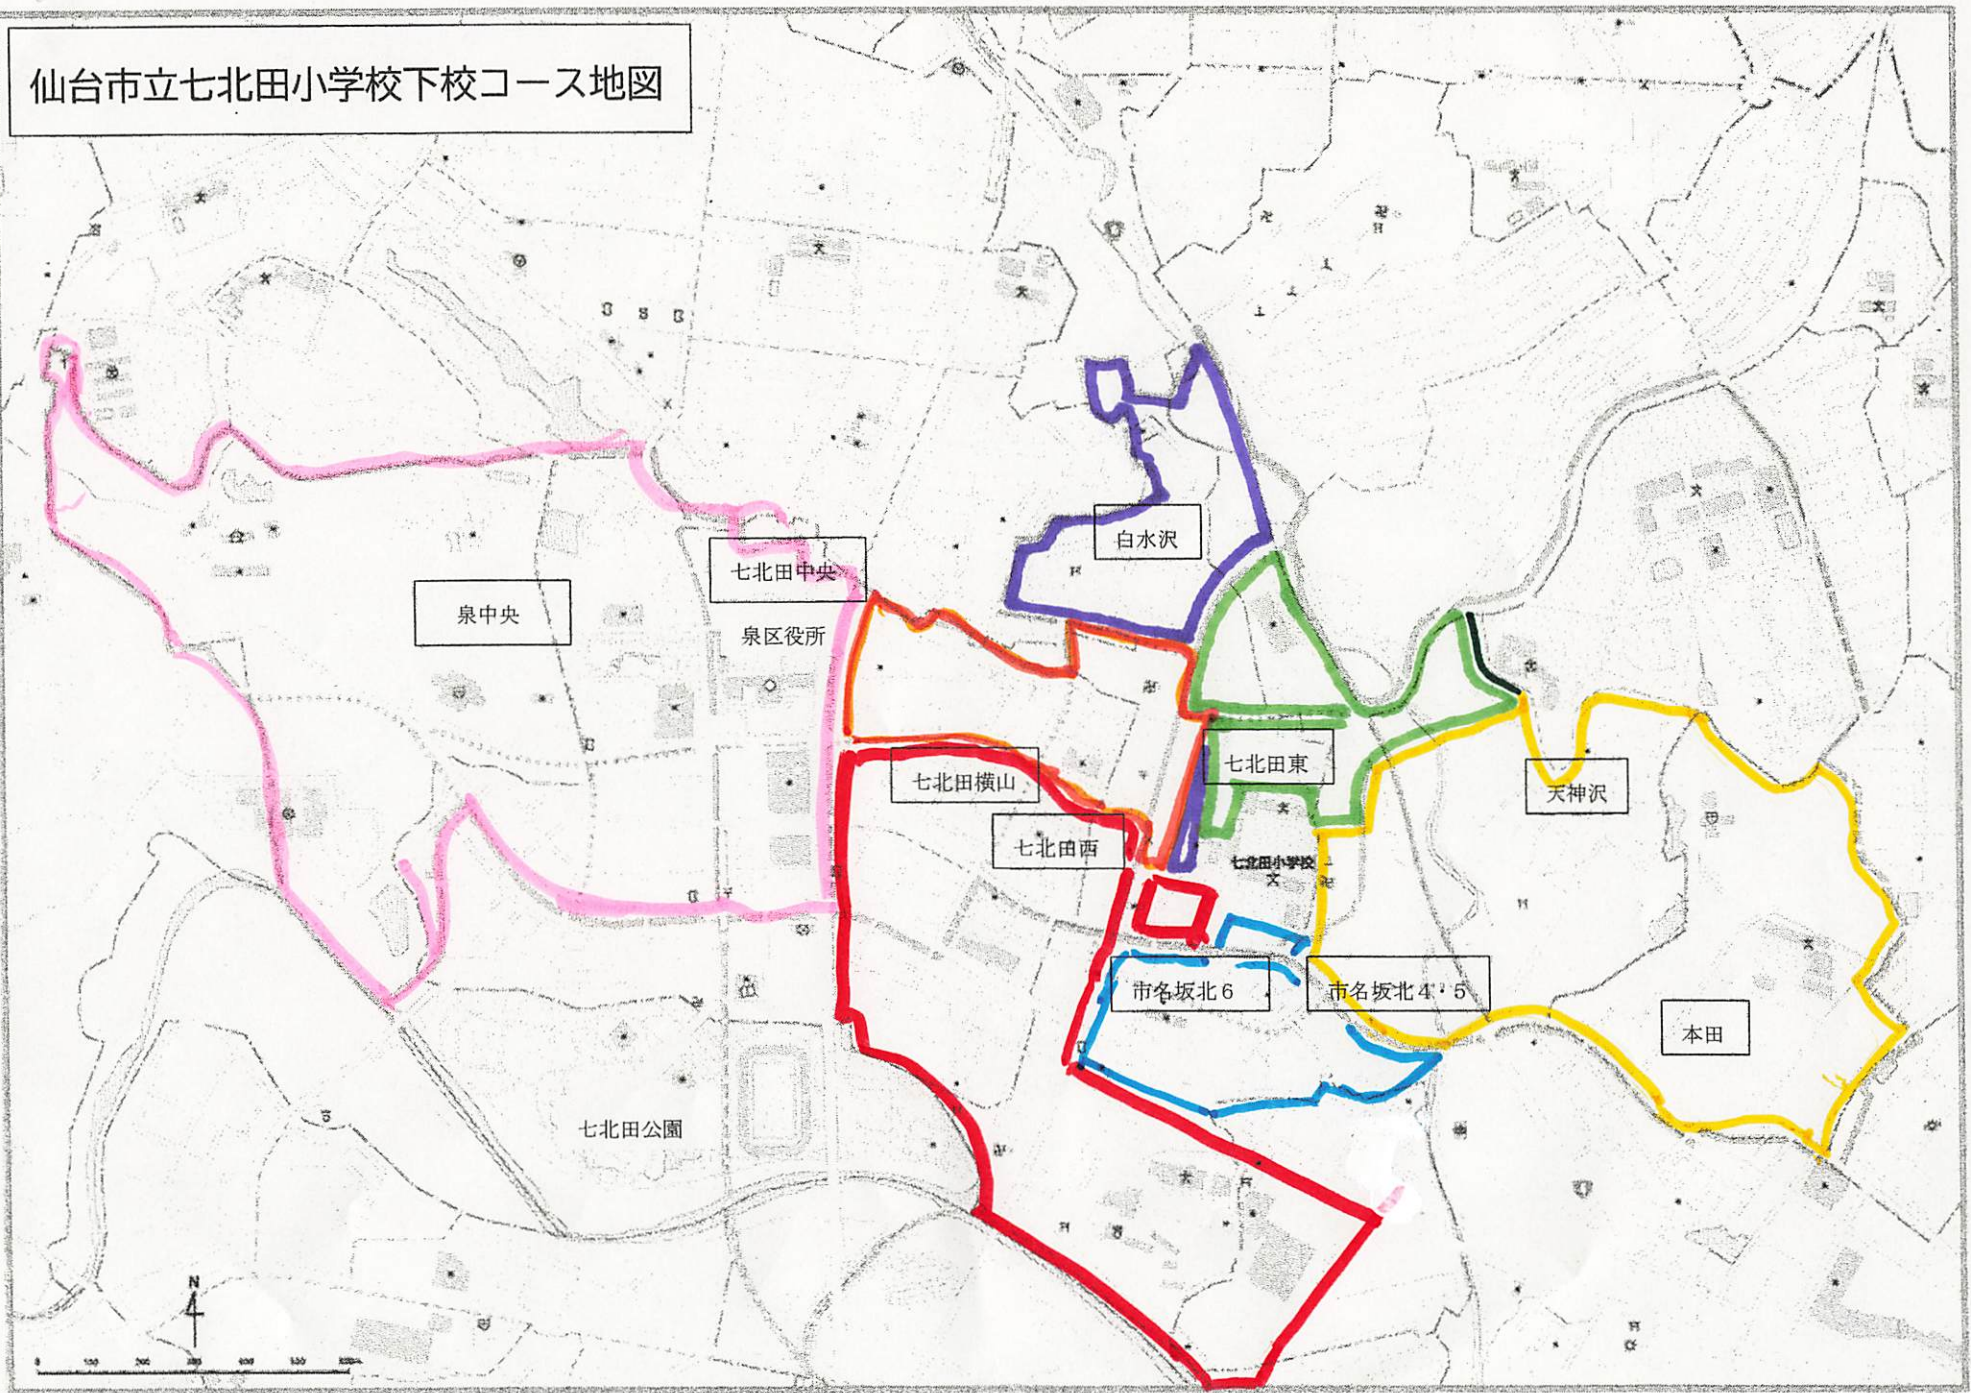 仙台市立七北田小学校下校コース地図
白水沢
七北田中央
泉中央
泉区役所
七北田東
七北田横山
天神沢
七北田西
七北田小学校
市名坂北6
市名坂北4・5
本田
七北田公園
N
0 100 200